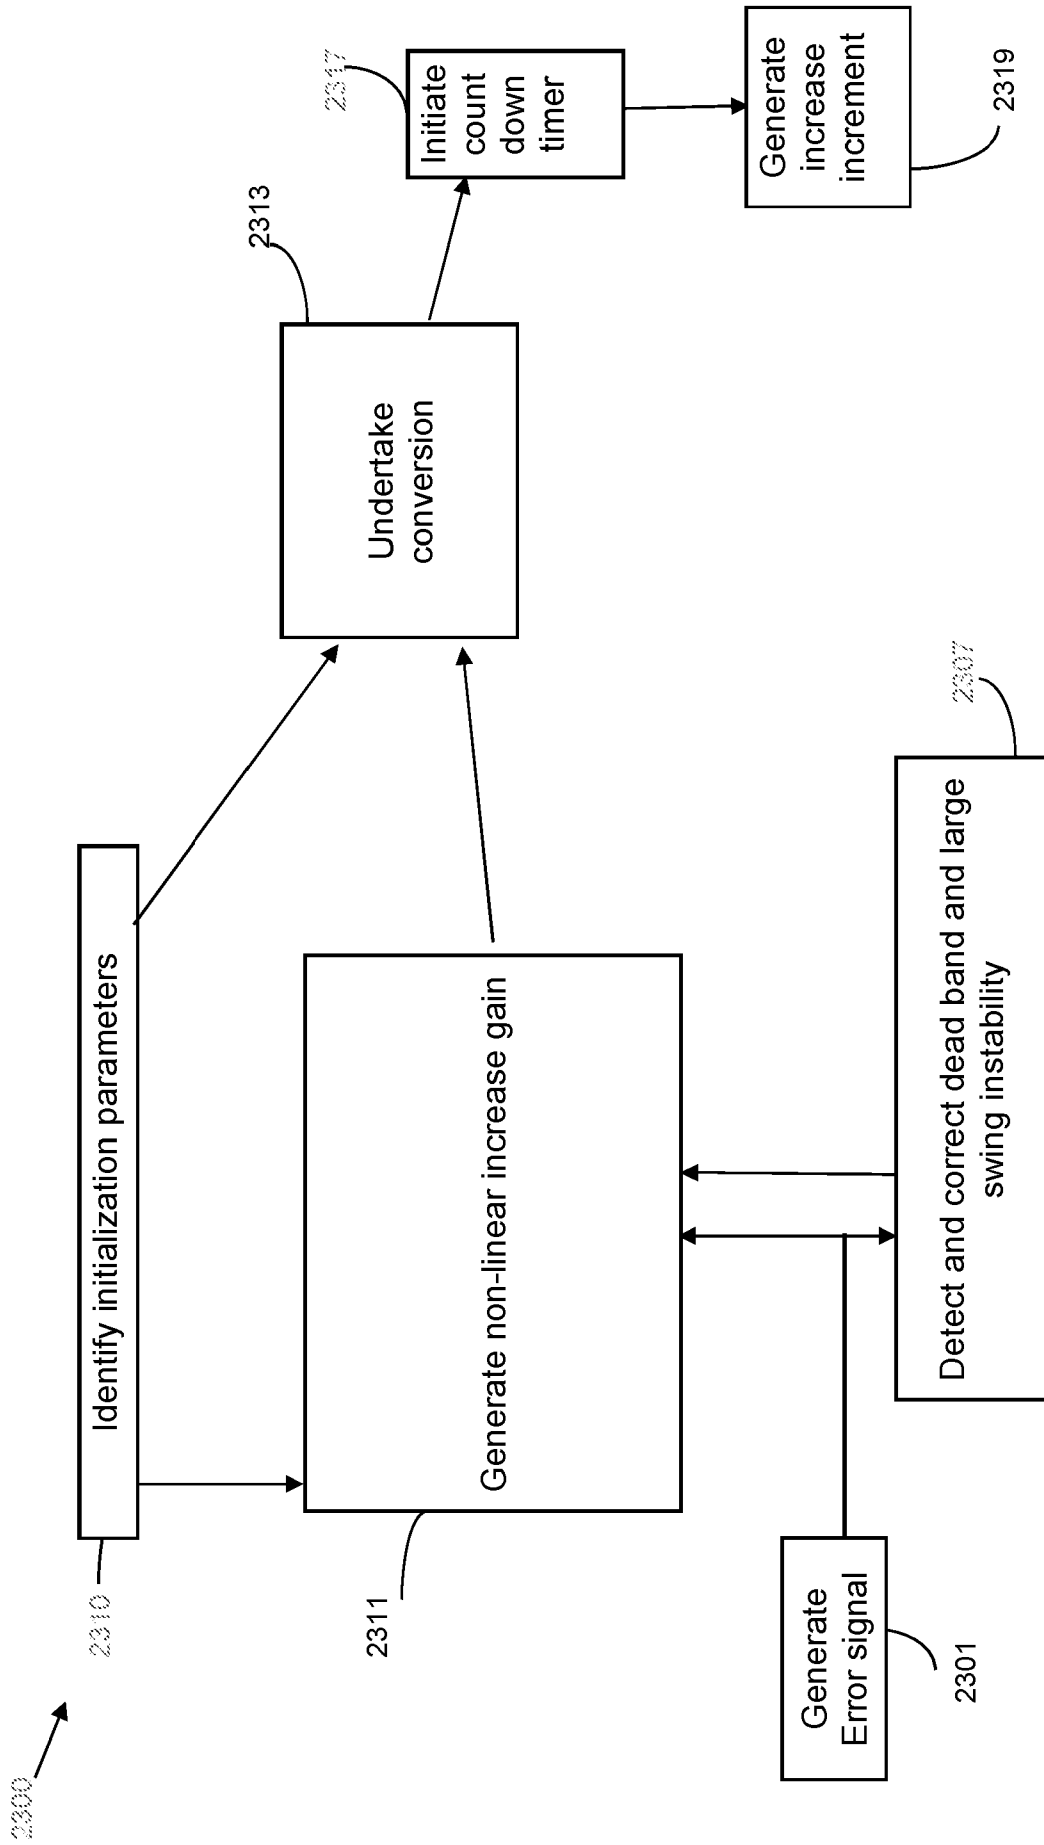 2300
2310
Identify initialization parameters
2311
Generate non-linear increase gain
2313
Undertake
conversion
2317
Initiate
count
down
timer
Generate
increase
increment
2319
Generate
Error signal
2301
2307
Detect and correct dead band and large
swing instability